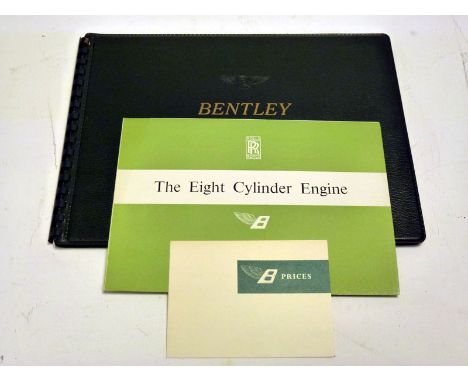 BENTLEY
RR
The Eight Cylinder Engine
B
B PRICES